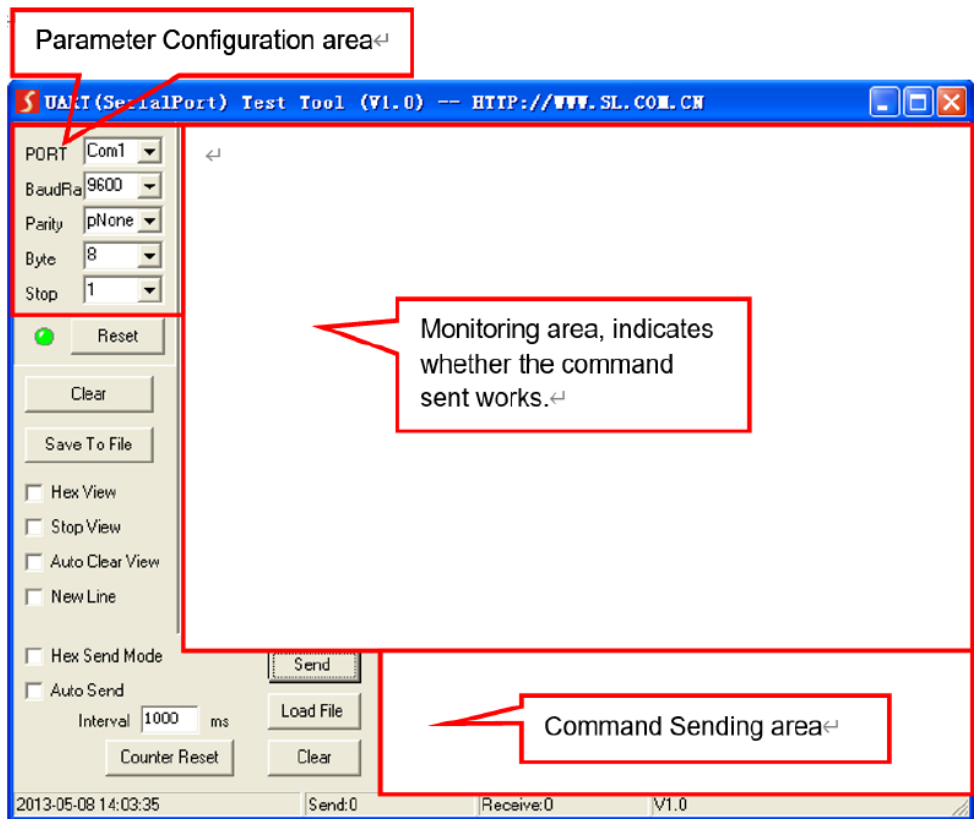 Parameter Configuration area↵
UART(SerialPort) Test Tool (V1.0) -- HTTP://WWW.SL.COM.CN
PORT Com1
BaudRa 9600
Parity pNone
Byte 8
Stop 1
Reset
Clear
Save To File
Hex View
Stop View
Auto Clear View
New Line
↵
Monitoring area, indicates
whether the command
sent works.↵
Hex Send Mode
Auto Send
Interval 1000 ms
Counter Reset
Send
Load File
Clear
Command Sending area↵
2013-05-08 14:03:35 Send:0 Receive:0 V1.0